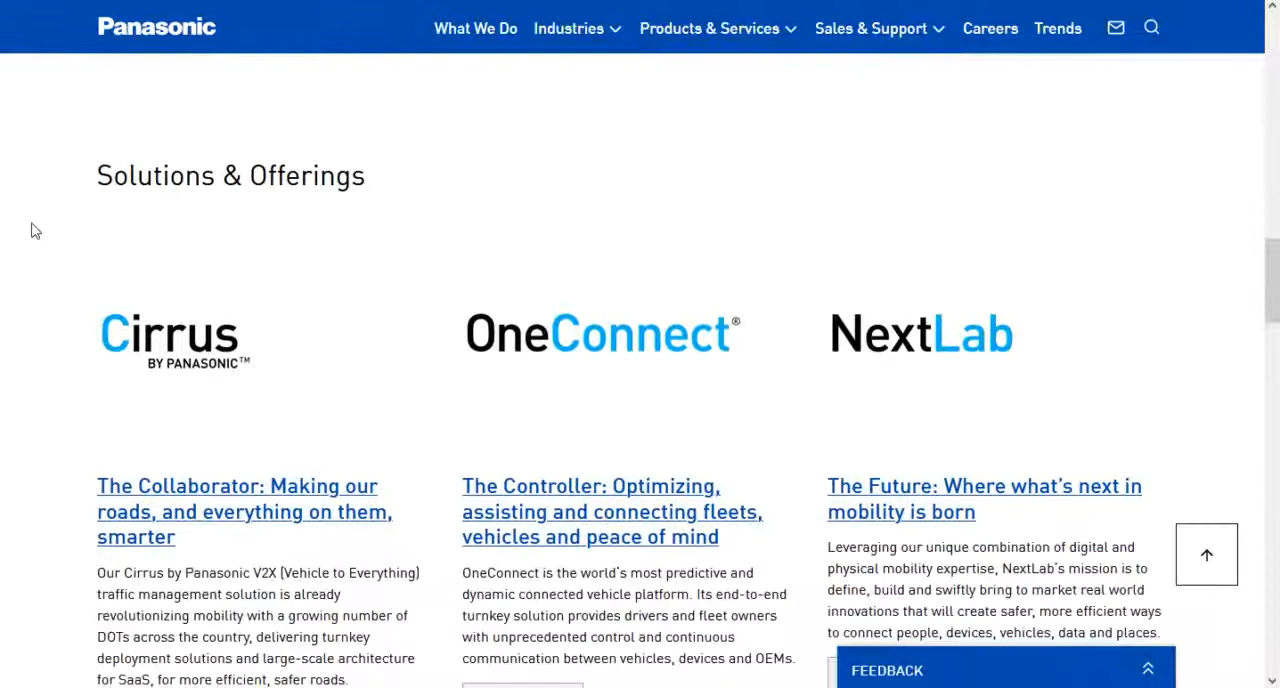 Panasonic
What We Do Industries Products & Services Sales & Support Careers Trends
Solutions & Offerings
Cirrus
BY PANASONIC™
OneConnect®
NextLab
The Collaborator: Making our
roads, and everything on them,
smarter
Our Cirrus by Panasonic V2X (Vehicle to Everything)
traffic management solution is already
revolutionizing mobility with a growing number of
DOTs across the country, delivering turnkey
deployment solutions and large-scale architecture
for SaaS, for more efficient, safer roads.
The Controller: Optimizing,
assisting and connecting fleets,
vehicles and peace of mind
OneConnect is the world's most predictive and
dynamic connected vehicle platform. Its end-to-end
turnkey solution provides drivers and fleet owners
with unprecedented control and continuous
communication between vehicles, devices and OEMs.
The Future: Where what's next in
mobility is born
Leveraging our unique combination of digital and
physical mobility expertise, NextLab's mission is to
define, build and swiftly bring to market real world
innovations that will create safer, more efficient ways
to connect people, devices, vehicles, data and places.
FEEDBACK